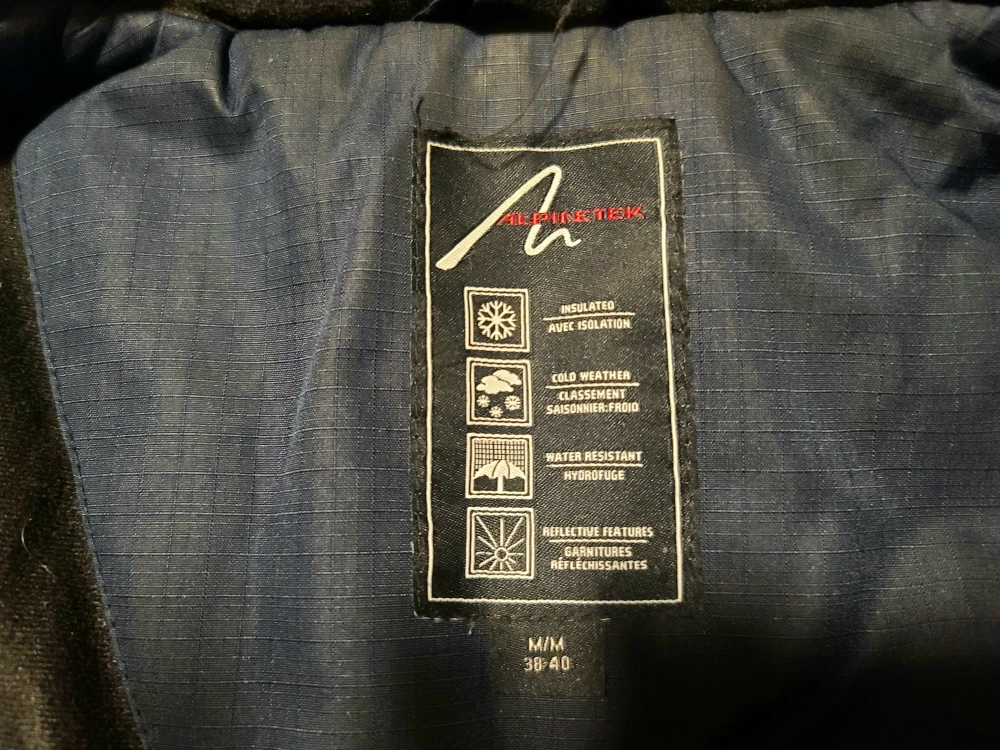 ALPINETEK
INSULATED
AVEC ISOLATION
COLD WEATHER
CLASSEMENT
SAISONNIER:FROID
WATER RESISTANT
HYDROFUGE
REFLECTIVE FEATURES
GARNITURES
RÉFLÉCHISSANTES
M/M
38-40